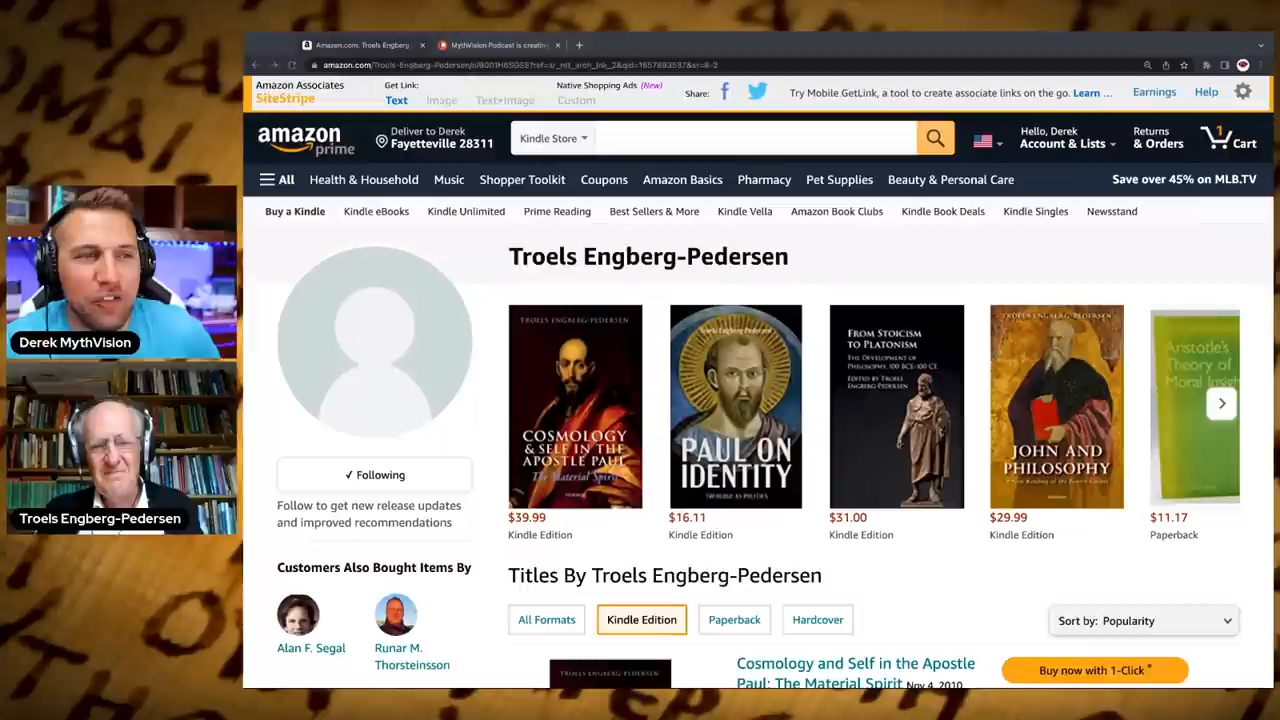 Amazon.com: Troels Engberg
MythVision Podcast is creatin
Amazon Associates
SiteStripe
Get Link:
Text Image Text+Image
Native Shopping Ads (New)
Custom
Share:
Try Mobile GetLink, a tool to create associate links on the go. Learn ...
Earnings
Help
amazon
prime
Deliver to Derek
Fayetteville 28311
Kindle Store
Hello, Derek
Account & Lists
Returns
& Orders
1
Cart
All
Health & Household
Music
Shopper Toolkit
Coupons
Amazon Basics
Pharmacy
Pet Supplies
Beauty & Personal Care
Save over 45% on MLB.TV
Buy a Kindle
Kindle eBooks
Kindle Unlimited
Prime Reading
Best Sellers & More
Kindle Vella
Amazon Book Clubs
Kindle Book Deals
Kindle Singles
Newsstand
Derek MythVision
Troels Engberg-Pedersen
✓ Following
Follow to get new release updates
and improved recommendations
Customers Also Bought Items By
Alan F. Segal
Runar M.
Thorsteinsson
Troels Engberg-Pedersen
TROELS ENGBERG-PEDERSEN
COSMOLOGY
& SELF IN THE
APOSTLE PAUL
The Material Spirit
$39.99
Kindle Edition
Troels Engberg-Pedersen
PAUL ON
IDENTITY
THEOLOGY AS POLITICS
$16.11
Kindle Edition
FROM STOICISM
TO PLATONISM
THE DEVELOPMENT OF
PHILOSOPHY, 100 BCE-100 CE
EDITED BY TROELS
ENGBERG-PEDERSEN
$31.00
Kindle Edition
TROELS ENGBERG-PEDERSEN
JOHN AND
PHILOSOPHY
A New Reading of the Fourth Gospel
$29.99
Kindle Edition
Aristotle's
Theory of
Moral Insight
$11.17
Paperback
Titles By Troels Engberg-Pedersen
All Formats
Kindle Edition
Paperback
Hardcover
Sort by: Popularity
TROELS ENGBERG-PEDERSEN
Cosmology and Self in the Apostle
Paul: The Material Spirit Nov 4, 2010
Buy now with 1-Click ®